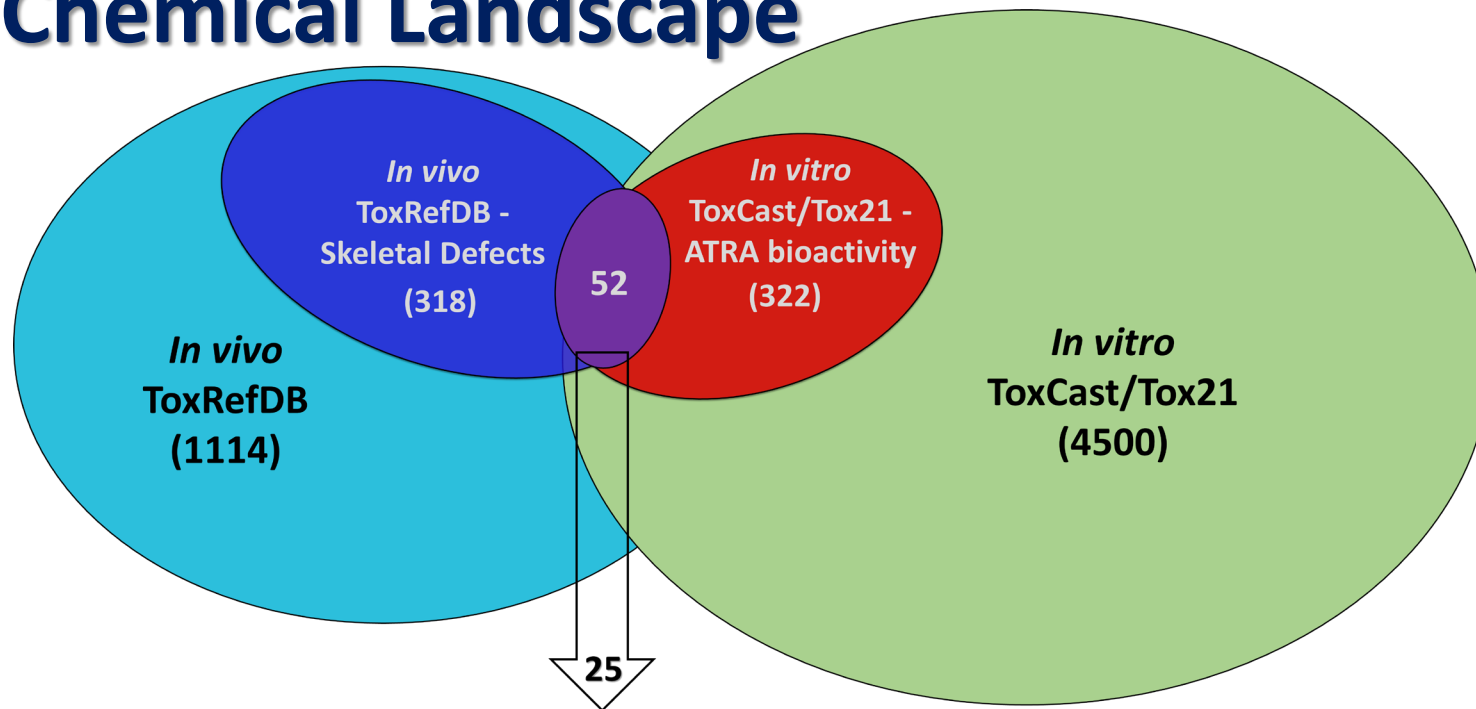 Chemical Landscape
In vivo
ToxRefDB -
Skeletal Defects
(318)
52
In vitro
ToxCast/Tox21 -
ATRA bioactivity
(322)
In vivo
ToxRefDB
(1114)
In vitro
ToxCast/Tox21
(4500)
25